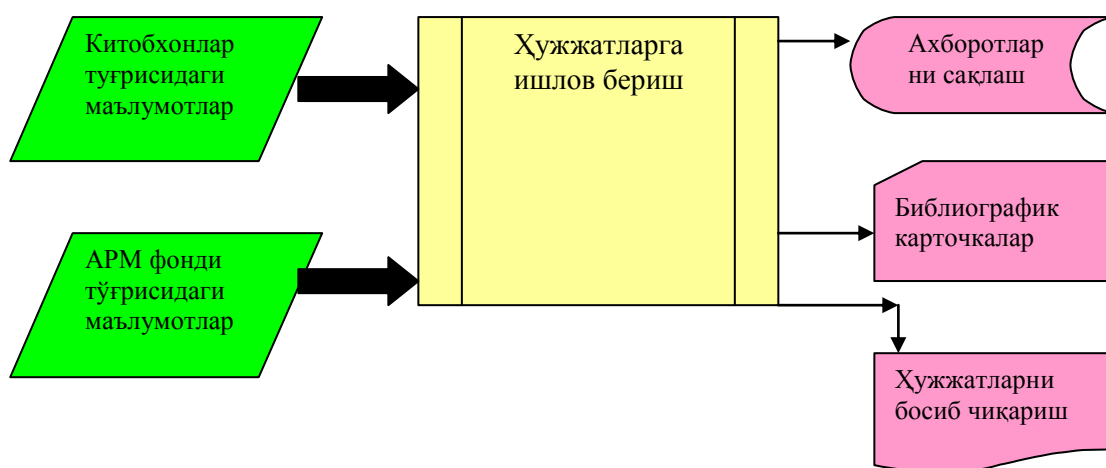 Китобхонлар
туғрисидаги
маълумотлар
АРМ фонди
тўғрисидаги
маълумотлар
Ҳужжатларга
ишлов бериш
Ахборотлар
ни сақлаш
Библиографик
карточкалар
Ҳужжатларни
босиб чиқариш